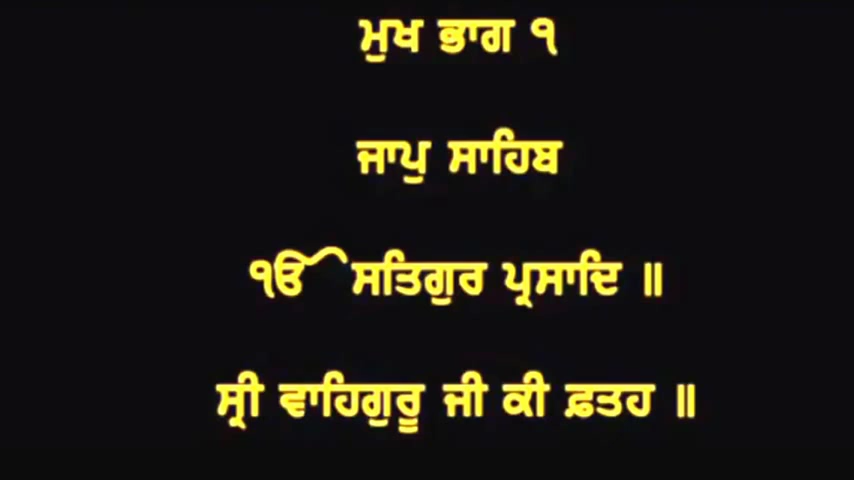 ਮੁਖ ਭਾਗ ੧
ਜਾਪੁ ਸਾਹਿਬ
ੴ ਸਤਿਗੁਰ ਪ੍ਰਸਾਦਿ ॥
ਸ੍ਰੀ ਵਾਹਿਗੁਰੂ ਜੀ ਕੀ ਫ਼ਤਹ ॥